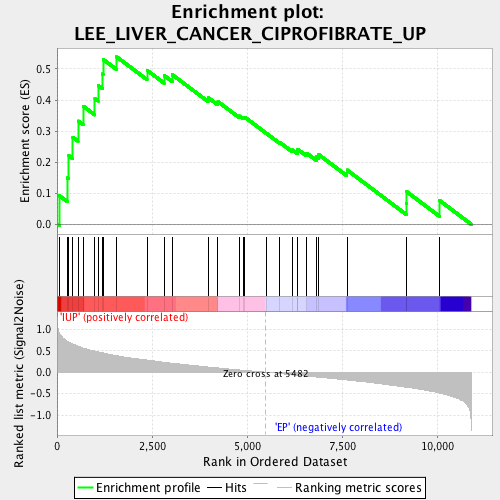 Enrichment plot:
LEE_LIVER_CANCER_CIPROFIBRATE_UP
Enrichment score (ES)
0.5
0.4
0.3
0.2
0.1
0.0
Ranked list metric (Signal2Noise)
'IUP' (positively correlated)
1.0
0.5
0.0
-0.5
-1.0
Zero cross at 5482
'EP' (negatively correlated)
0
2,500
5,000
7,500
10,000
Rank in Ordered Dataset
Enrichment profile
Hits
Ranking metric scores